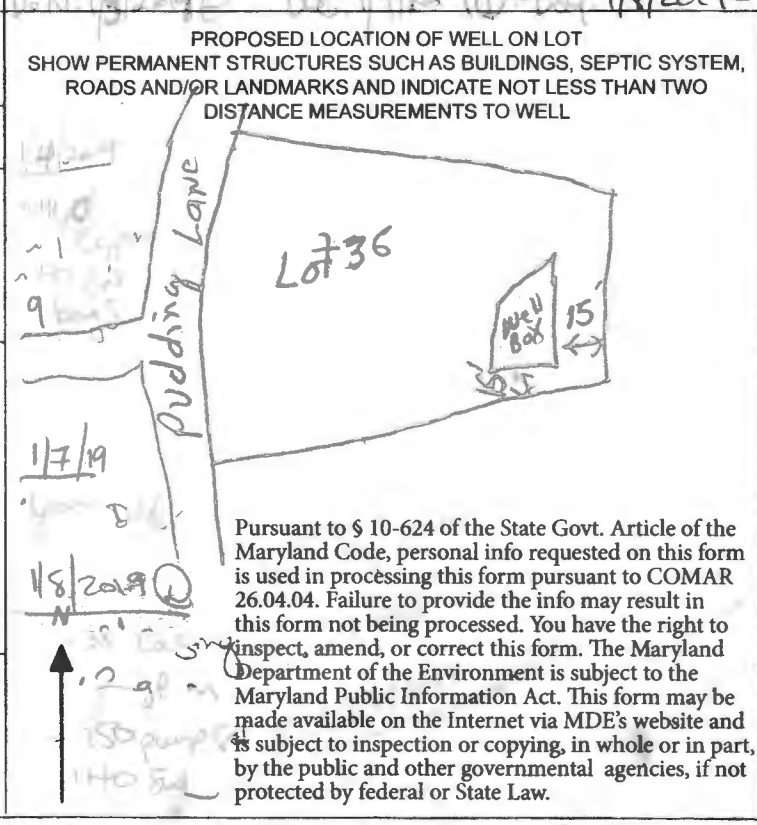 1/8/2019
PROPOSED LOCATION OF WELL ON LOT
SHOW PERMANENT STRUCTURES SUCH AS BUILDINGS, SEPTIC SYSTEM,
ROADS AND/OR LANDMARKS AND INDICATE NOT LESS THAN TWO
DISTANCE MEASUREMENTS TO WELL
Pudding Lane
Lot 36
Well
Box
15'
15'
9 bags
1/7/19
1/8/2019
N
Pursuant to § 10-624 of the State Govt. Article of the
Maryland Code, personal info requested on this form
is used in processing this form pursuant to COMAR
26.04.04. Failure to provide the info may result in
this form not being processed. You have the right to
inspect, amend, or correct this form. The Maryland
Department of the Environment is subject to the
Maryland Public Information Act. This form may be
made available on the Internet via MDE's website and
is subject to inspection or copying, in whole or in part,
by the public and other governmental agencies, if not
protected by federal or State Law.